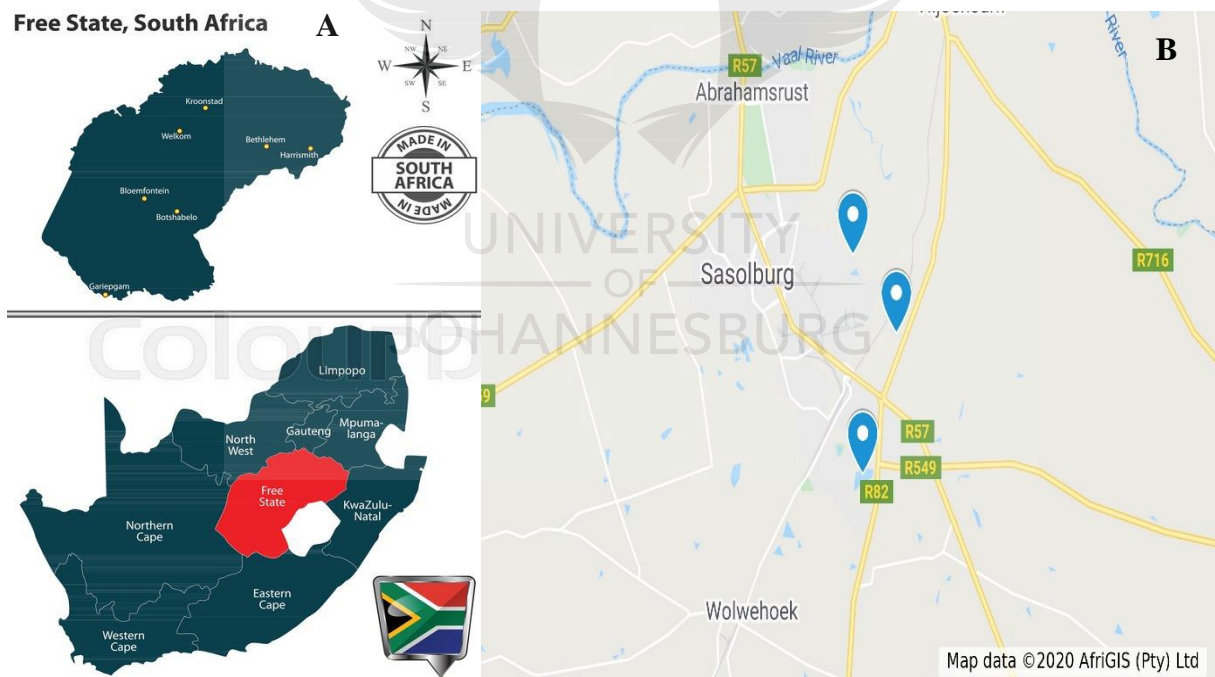 Free State, South Africa
A
N
NW
NE
W
E
SW
SE
S
Kroonstad
Welkom
Bethlehem
Harrismith
Bloemfontein
Botshabelo
Gariepgam
MADE IN
SOUTH
AFRICA
MADE IN
Limpopo
Mpuma-
langa
Gauteng
North
West
Free
State
KwaZulu-
Natal
Northern
Cape
Eastern
Cape
Western
Cape
B
R57
Vaal River
-River
Abrahamsrust
UNIVERSITY
OF
JOHANNESBURG
R716
Sasolburg
9
R57
R549
R82
Wolwehoek
Map data ©2020 AfriGIS (Pty) Ltd